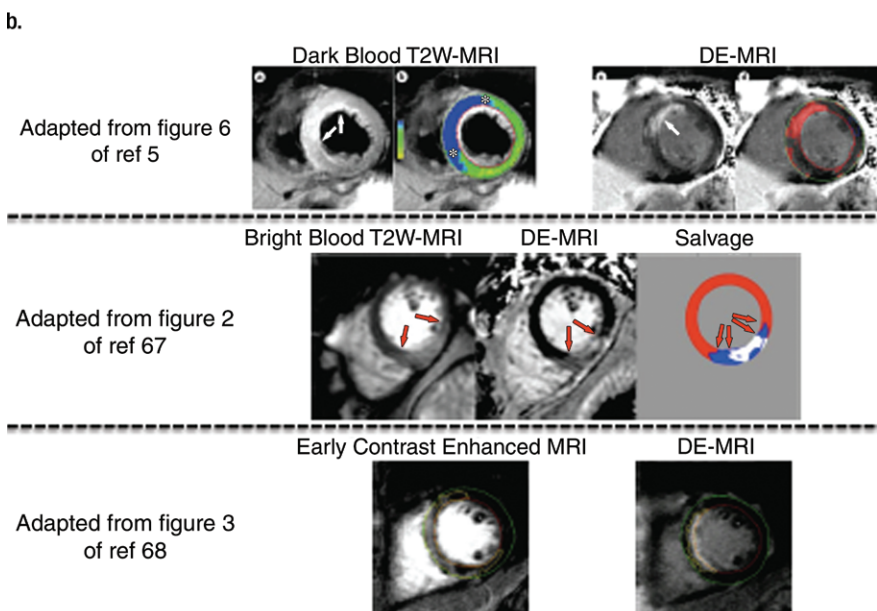 b.
Dark Blood T2W-MRI
DE-MRI
a
b
c
d
*
*
Adapted from figure 6
of ref 5
Bright Blood T2W-MRI
DE-MRI
Salvage
Adapted from figure 2
of ref 67
Early Contrast Enhanced MRI
DE-MRI
Adapted from figure 3
of ref 68